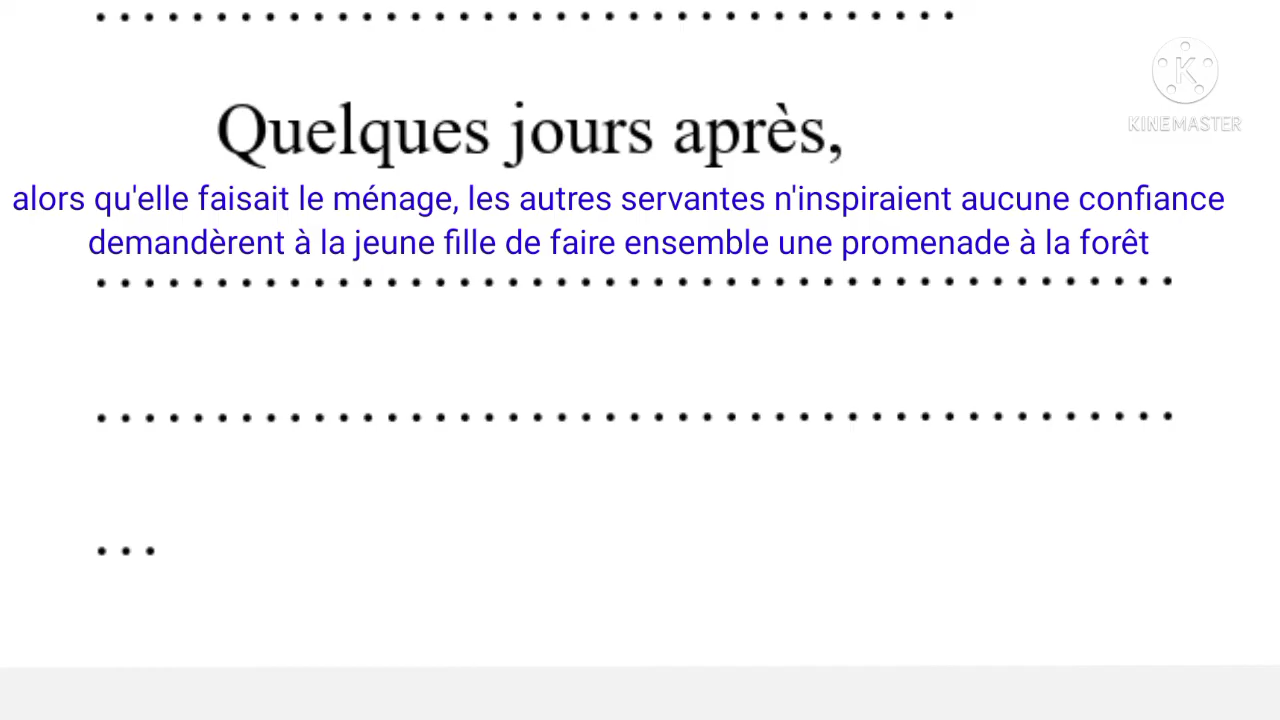 Quelques jours après,
KINEMASTER
alors qu'elle faisait le ménage, les autres servantes n'inspiraient aucune confiance
demandèrent à la jeune fille de faire ensemble une promenade à la forêt
...